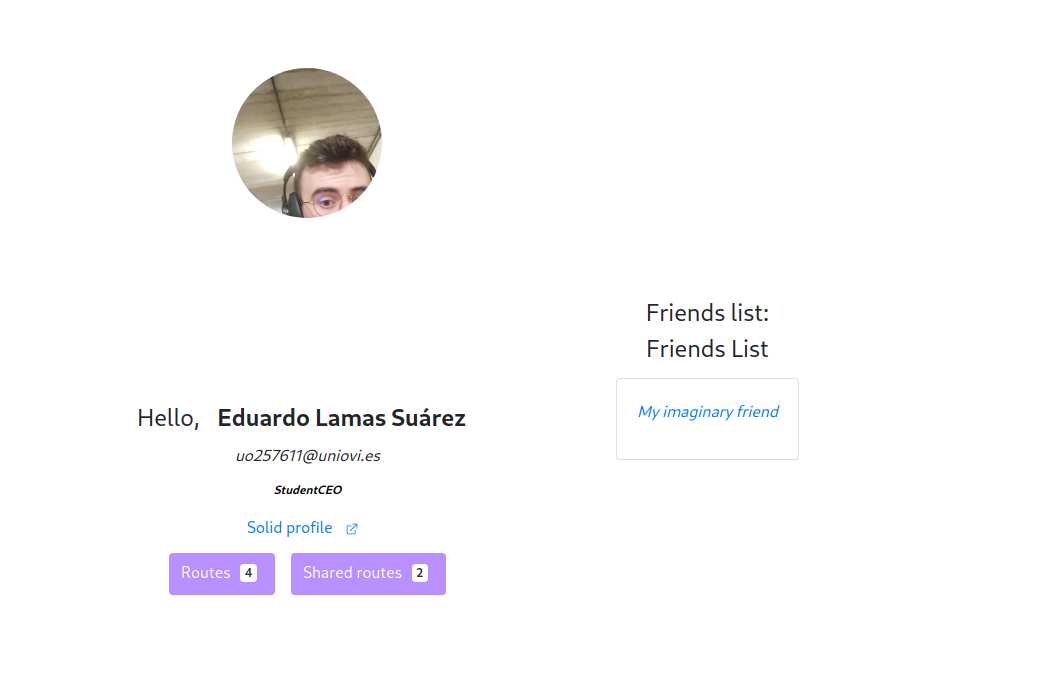 Hello, Eduardo Lamas Suárez
uo257611@uniovi.es
StudentCEO
Solid profile
Routes 4 Shared routes 2
Friends list:
Friends List
My imaginary friend